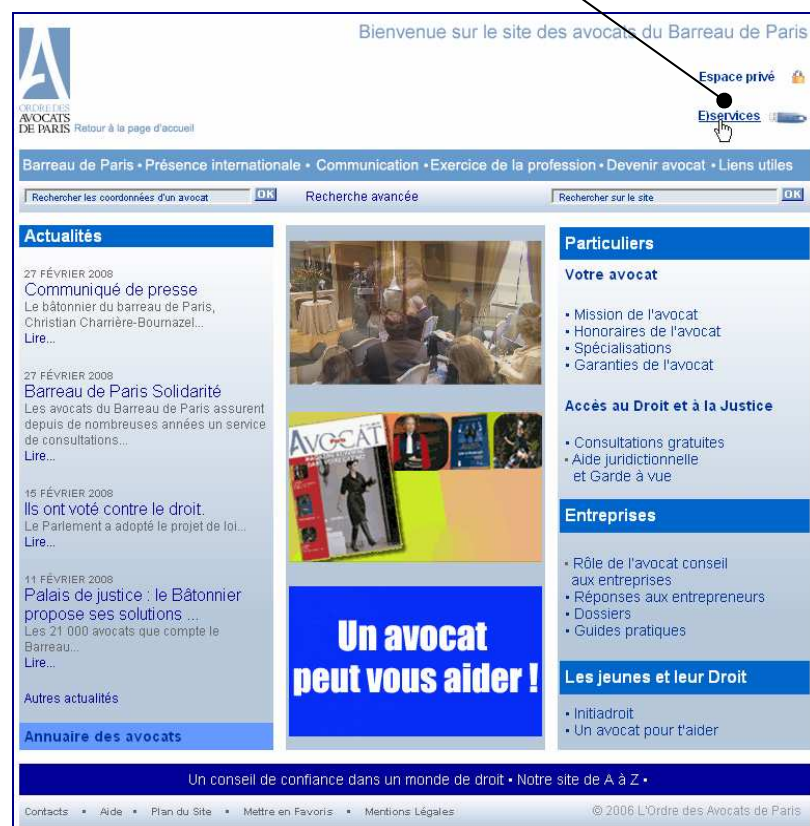 Bienvenue sur le site des avocats du Barreau de Paris
Espace privé
E)services
ORDRE DES
AVOCATS
DE PARIS
Retour à la page d'accueil
Barreau de Paris • Présence internationale • Communication • Exercice de la profession • Devenir avocat • Liens utiles
Rechercher les coordonnées d'un avocat
OK
Recherche avancée
Rechercher sur le site
OK
Actualités
27 FÉVRIER 2008
Communiqué de presse
Le bâtonnier du barreau de Paris,
Christian Charrière-Bournazel...
Lire...
27 FÉVRIER 2008
Barreau de Paris Solidarité
Les avocats du Barreau de Paris assurent
depuis de nombreuses années un service
de consultations...
Lire...
15 FÉVRIER 2008
Ils ont voté contre le droit.
Le Parlement a adopté le projet de loi...
Lire...
11 FÉVRIER 2008
Palais de justice : le Bâtonnier
propose ses solutions ...
Les 21 000 avocats que compte le
Barreau...
Lire...
Autres actualités
Annuaire des avocats
AVOCAT
Un avocat
peut vous aider !
Particuliers
Votre avocat
• Mission de l'avocat
• Honoraires de l'avocat
• Spécialisations
• Garanties de l'avocat
Accès au Droit et à la Justice
• Consultations gratuites
• Aide juridictionnelle
et Garde à vue
Entreprises
• Rôle de l'avocat conseil
aux entreprises
• Réponses aux entrepreneurs
• Dossiers
• Guides pratiques
Les jeunes et leur Droit
• Initiadroit
• Un avocat pour t'aider
Un conseil de confiance dans un monde de droit • Notre site de A à Z •
Contacts • Aide • Plan du Site • Mettre en Favoris • Mentions Légales
© 2006 L'Ordre des Avocats de Paris